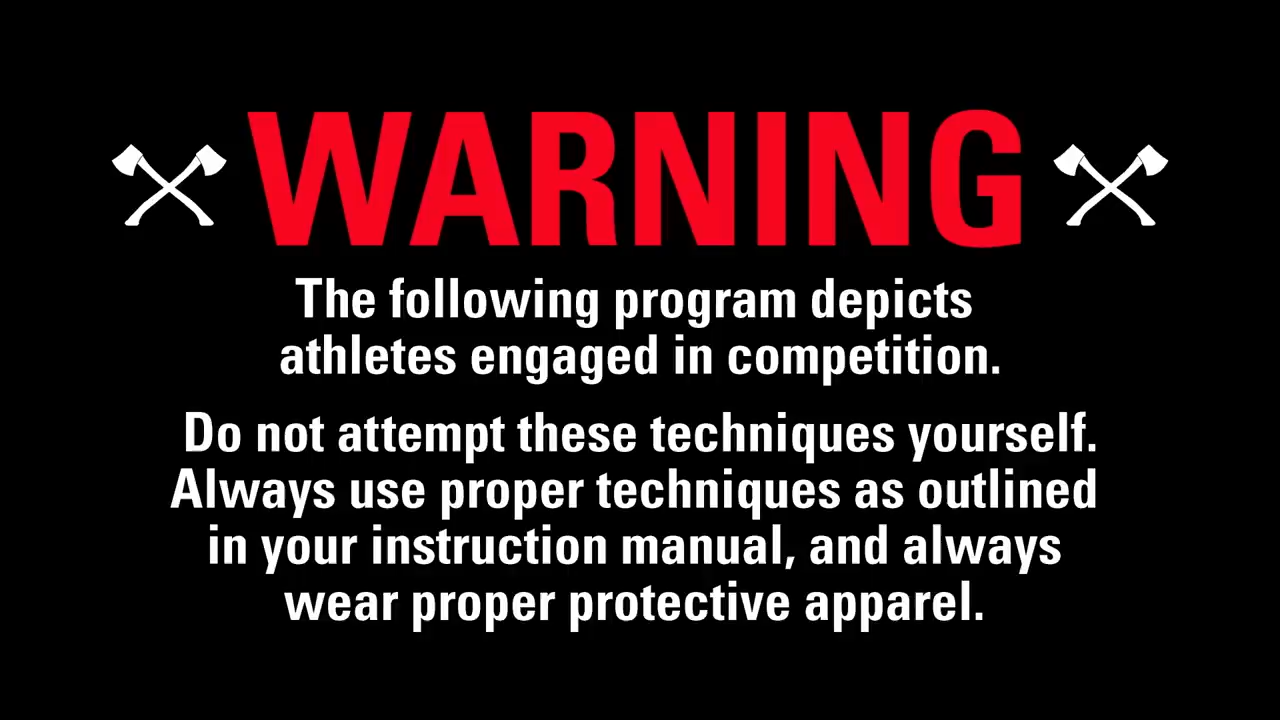 WARNING
The following program depicts
athletes engaged in competition.
Do not attempt these techniques yourself.
Always use proper techniques as outlined
in your instruction manual, and always
wear proper protective apparel.